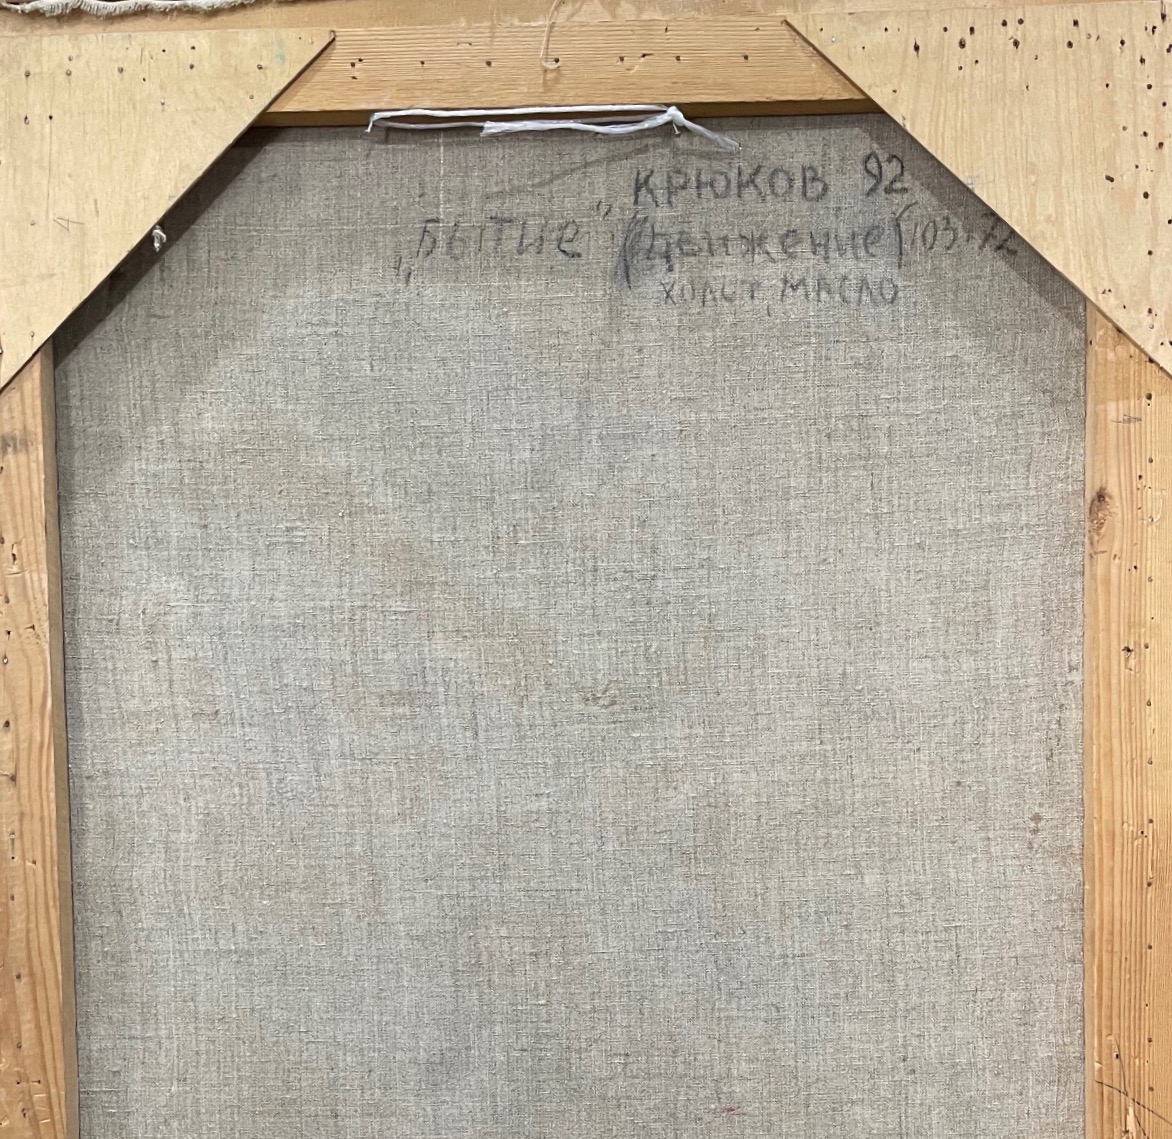 КРЮКОВ 92
„Бытие” (Движение) 103 × 72
ХОЛСТ, МАСЛО